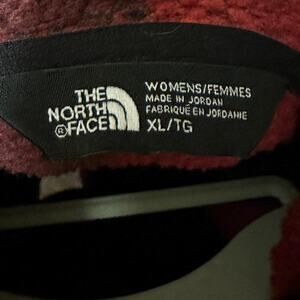 THE
NORTH
FACE
®
WOMENS/FEMMES
MADE IN JORDAN
FABRIQUÉ EN JORDANIE
XL/TG